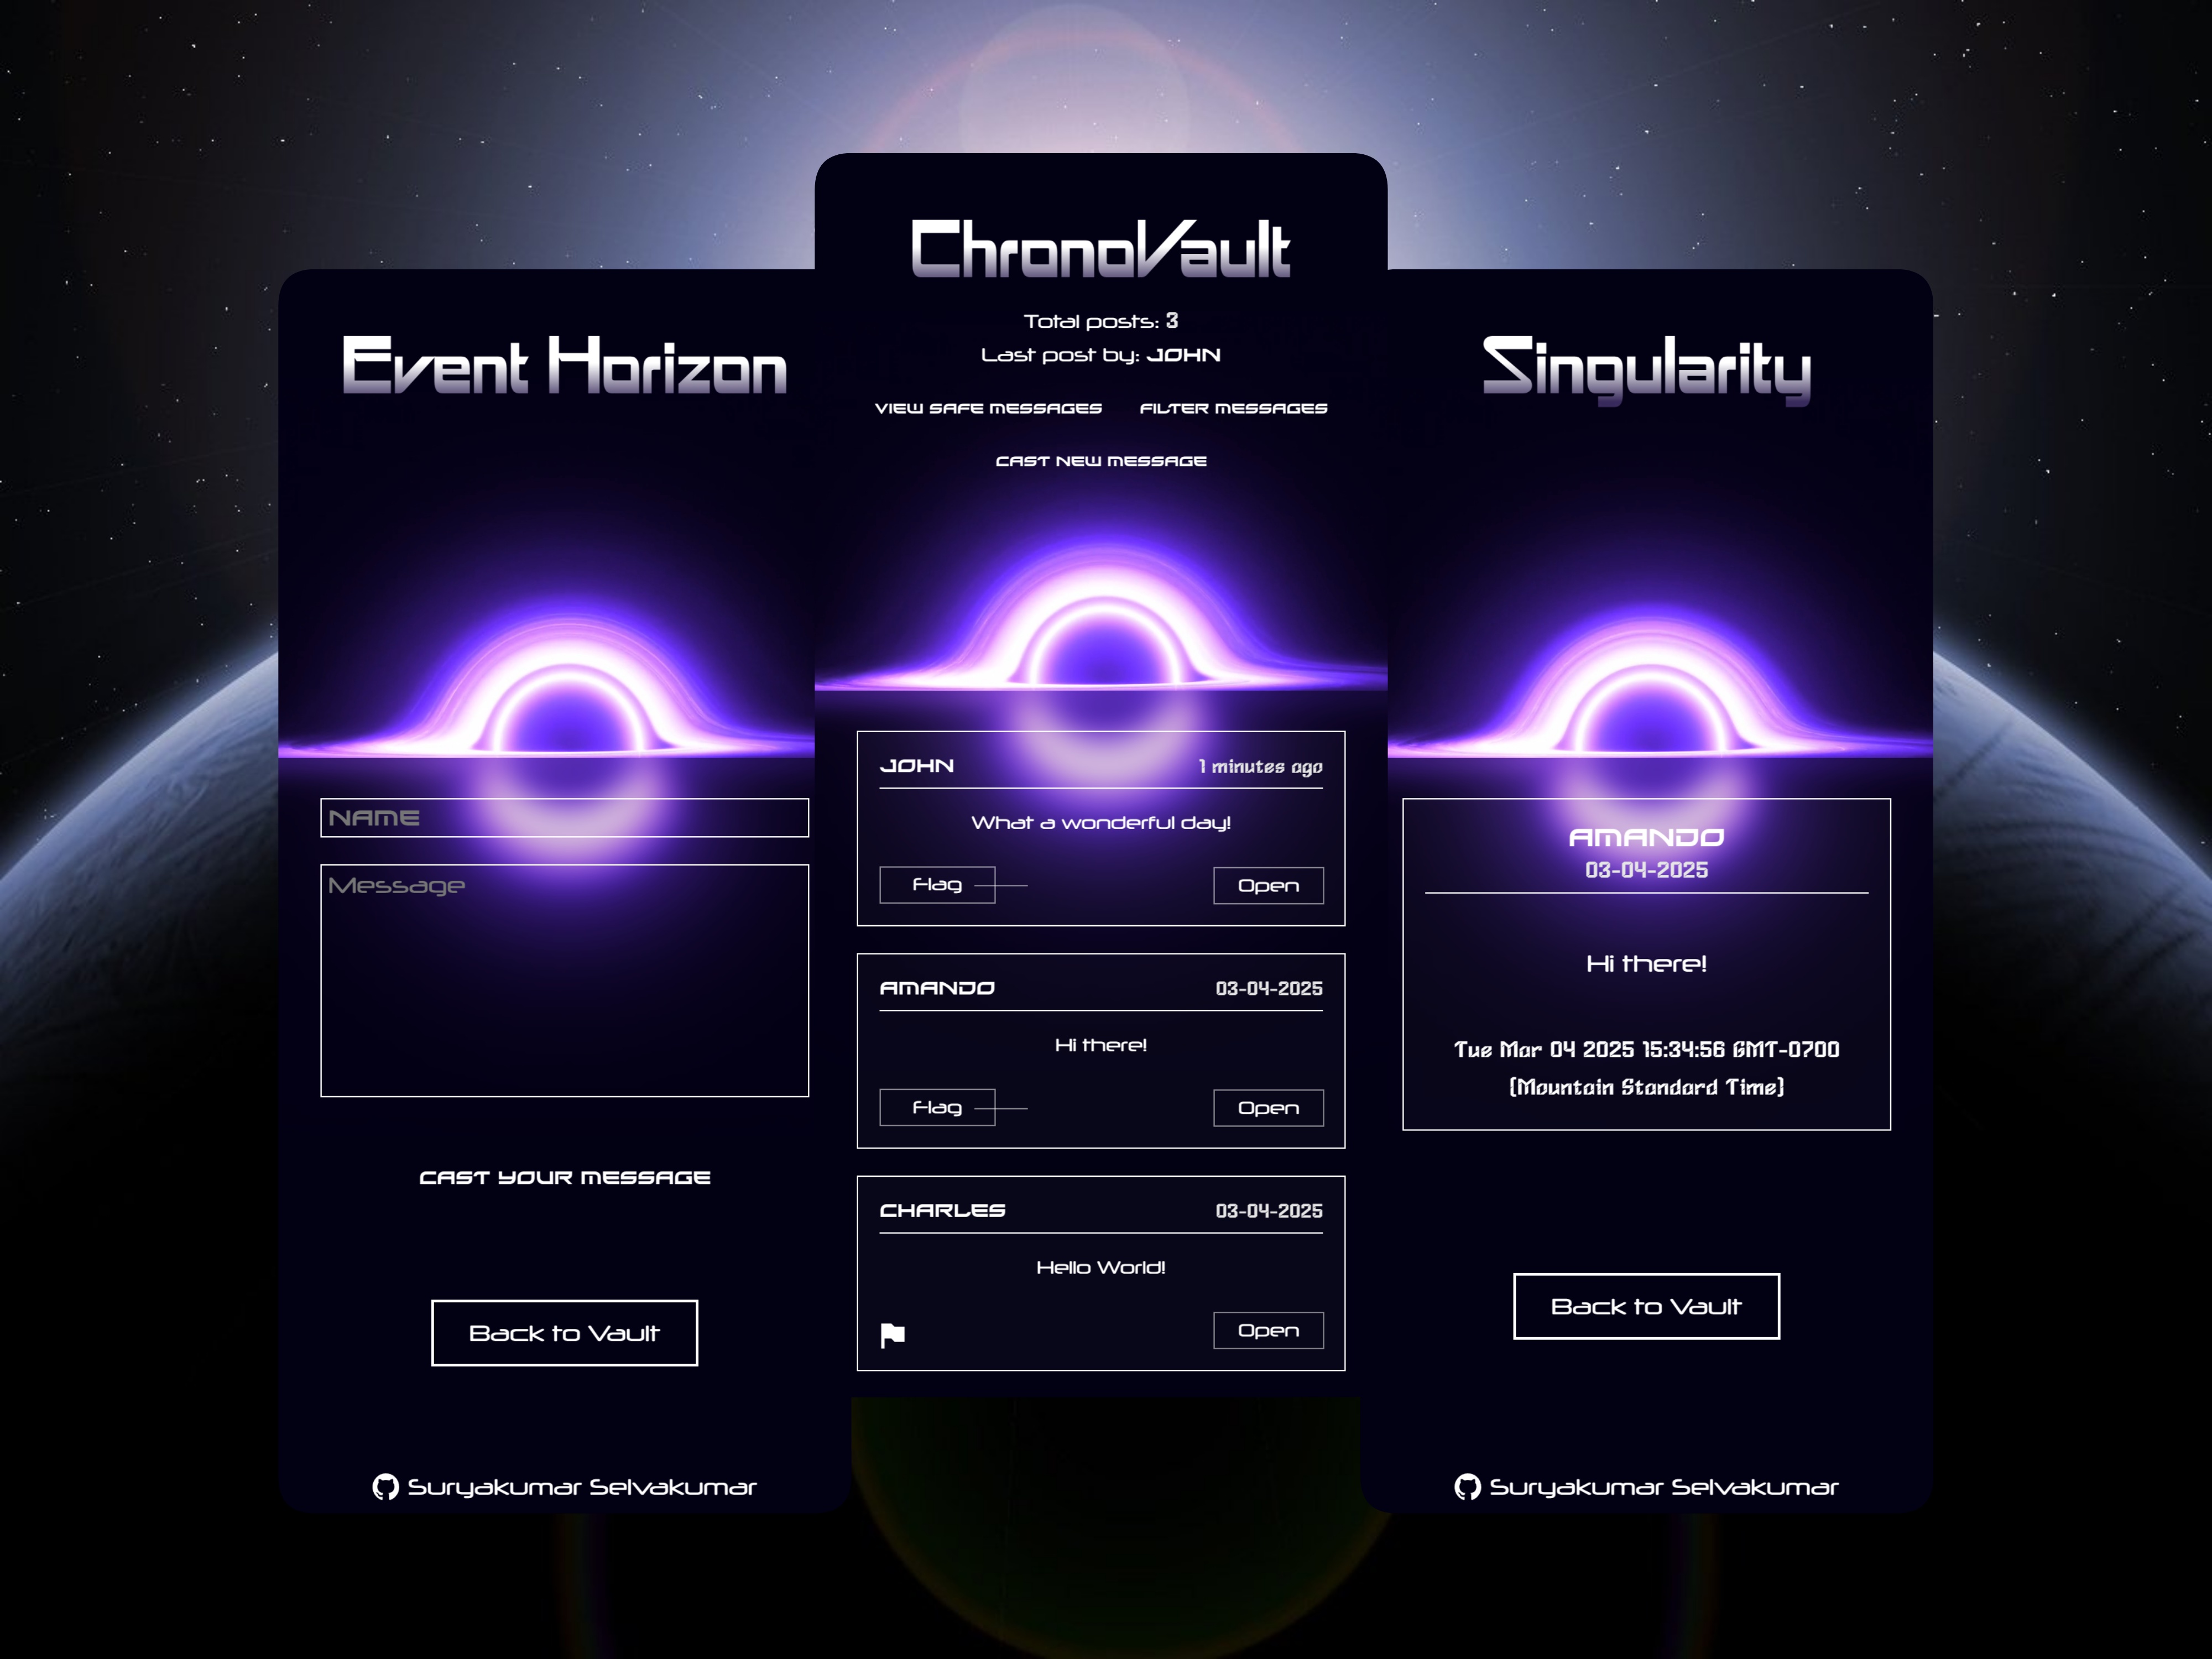 Event Horizon
NAME
Message
CAST YOUR MESSAGE
Back to Vault
Suryakumar Selvakumar
ChronoVault
Total posts: 3
Last post by: JOHN
VIEW SAFE MESSAGES FILTER MESSAGES
CAST NEW MESSAGE
JOHN 1 minutes ago
What a wonderful day!
Flag Open
AMANDO 03-04-2025
Hi there!
Flag Open
CHARLES 03-04-2025
Hello World!
Open
Singularity
AMANDO
03-04-2025
Hi there!
Tue Mar 04 2025 15:34:56 GMT-0700
(Mountain Standard Time)
Back to Vault
Suryakumar Selvakumar